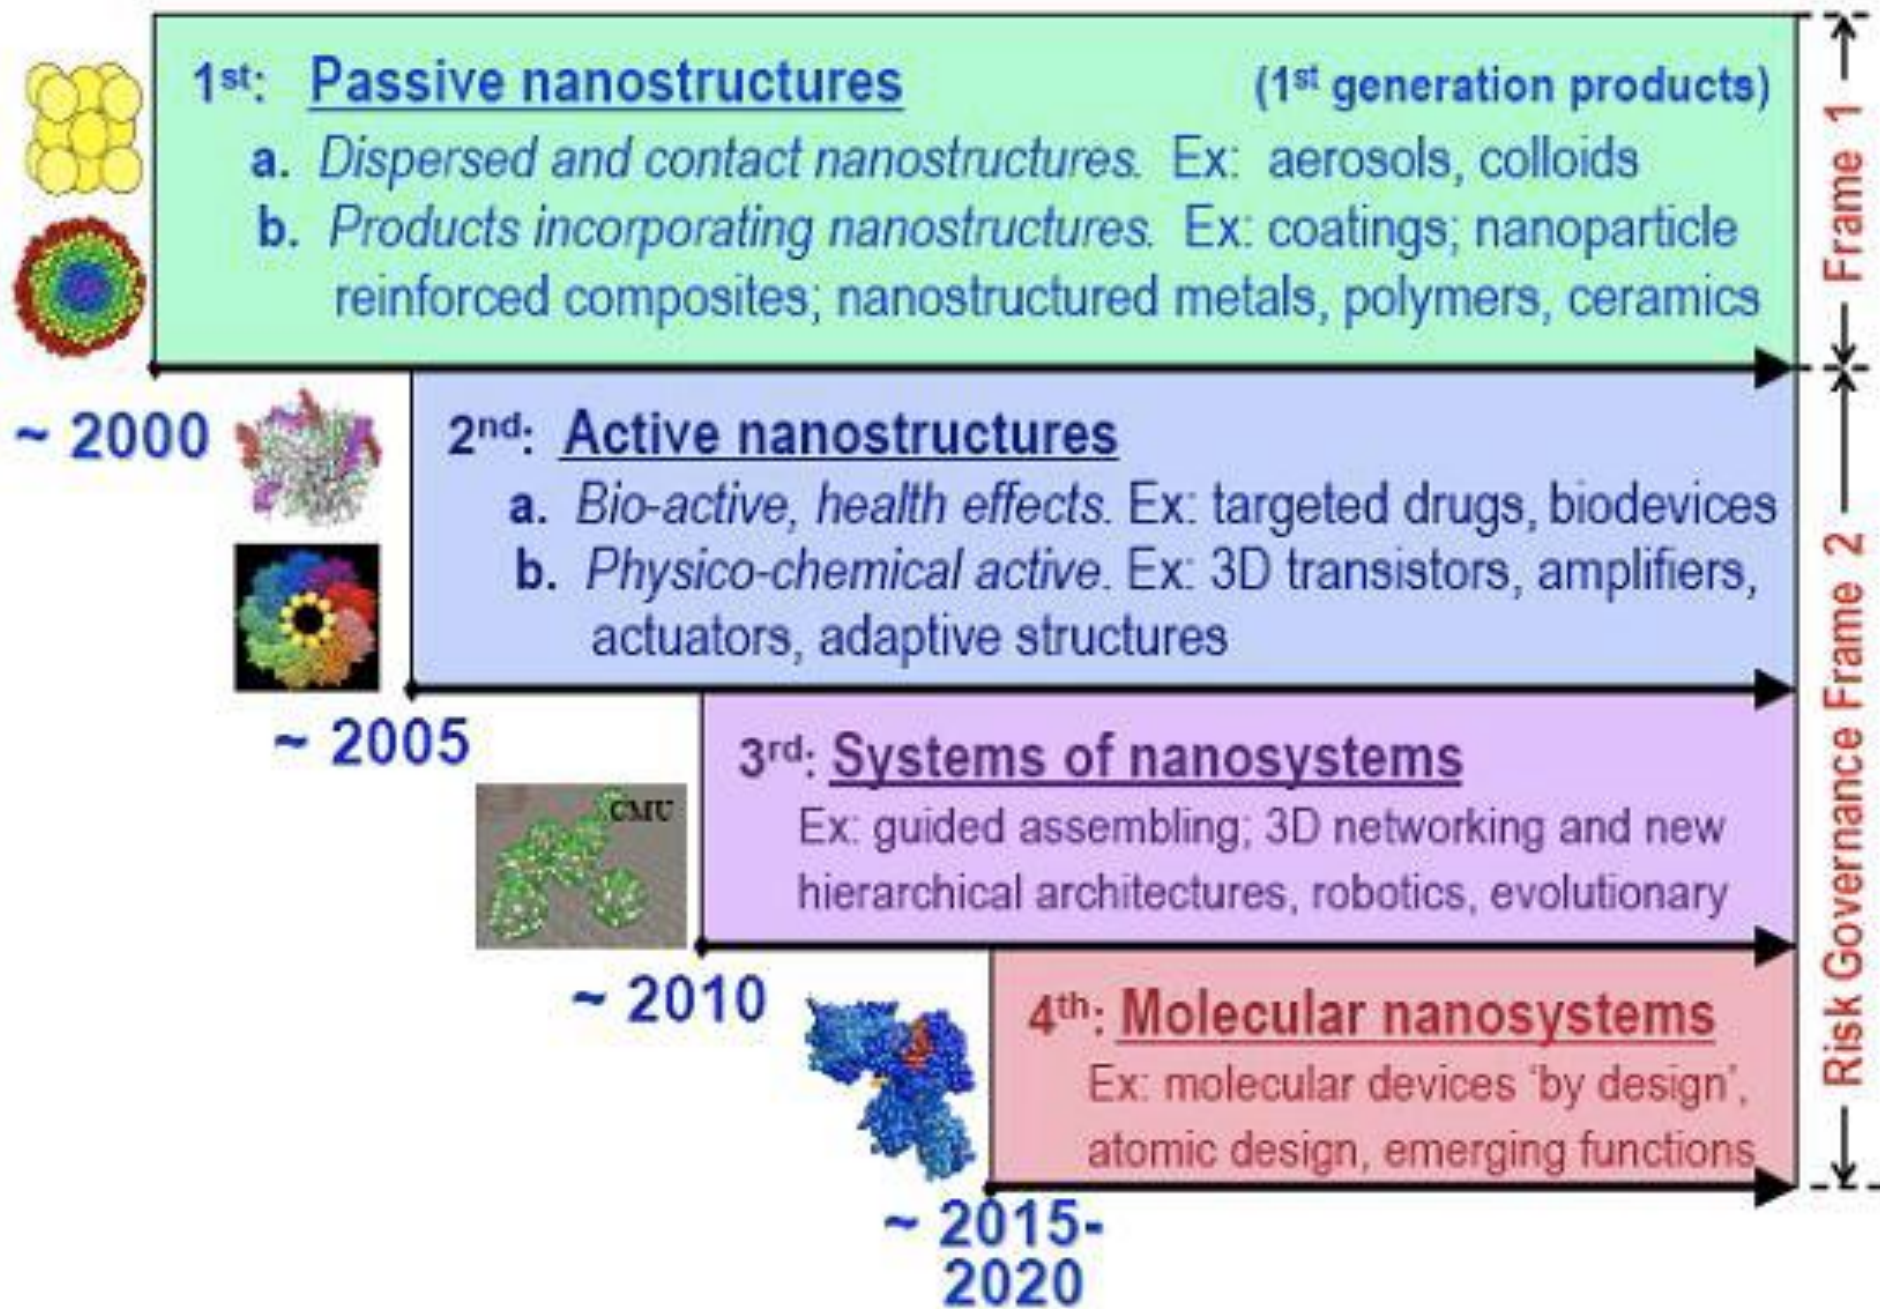 1st: Passive nanostructures (1st generation products)
a. Dispersed and contact nanostructures. Ex: aerosols, colloids
b. Products incorporating nanostructures. Ex: coatings; nanoparticle
reinforced composites; nanostructured metals, polymers, ceramics
~ 2000
2nd: Active nanostructures
a. Bio-active, health effects. Ex: targeted drugs, biodevices
b. Physico-chemical active. Ex: 3D transistors, amplifiers,
actuators, adaptive structures
~ 2005
CMU
3rd: Systems of nanosystems
Ex: guided assembling; 3D networking and new
hierarchical architectures, robotics, evolutionary
~ 2010
4th: Molecular nanosystems
Ex: molecular devices ‘by design’,
atomic design, emerging functions
~ 2015-
2020
Frame 1
Risk Governance Frame 2